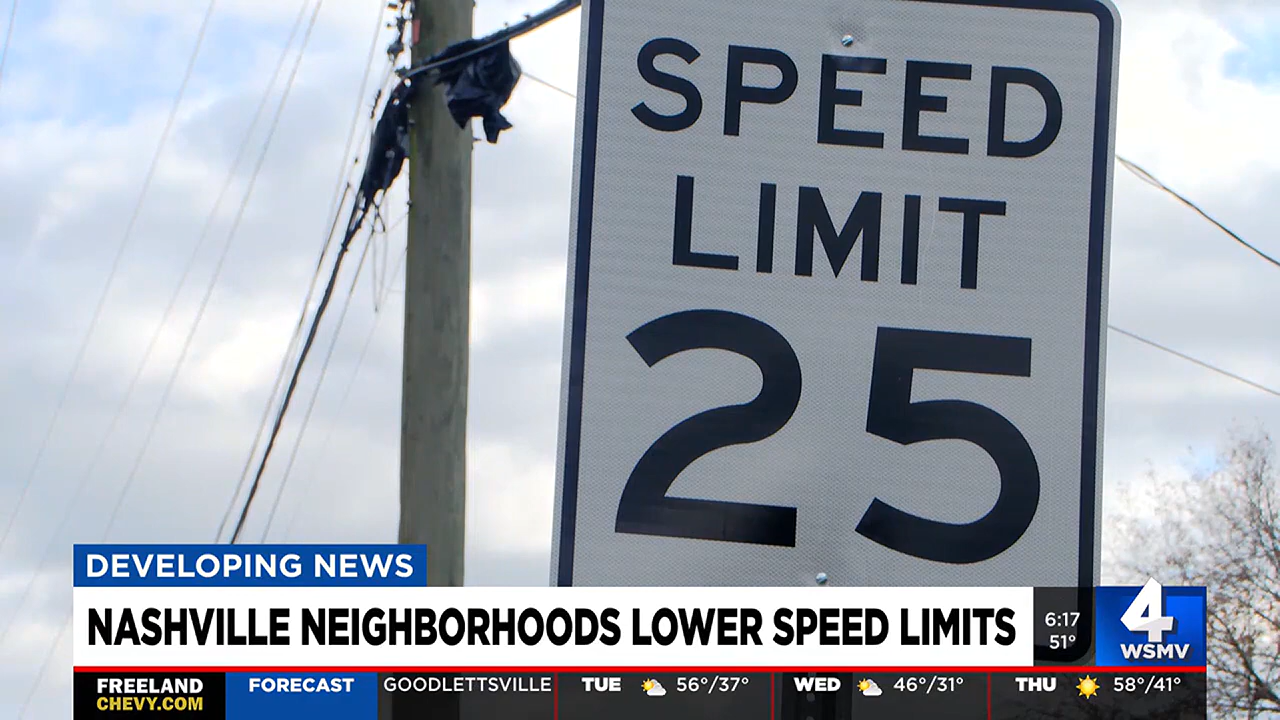 SPEED
LIMIT
25
DEVELOPING NEWS
NASHVILLE NEIGHBORHOODS LOWER SPEED LIMITS
6:17
51°
4
WSMV
FREELAND
CHEVY.COM
FORECAST
GOODLETTSVILLE
TUE 56°/37°
WED 46°/31°
THU 58°/41°